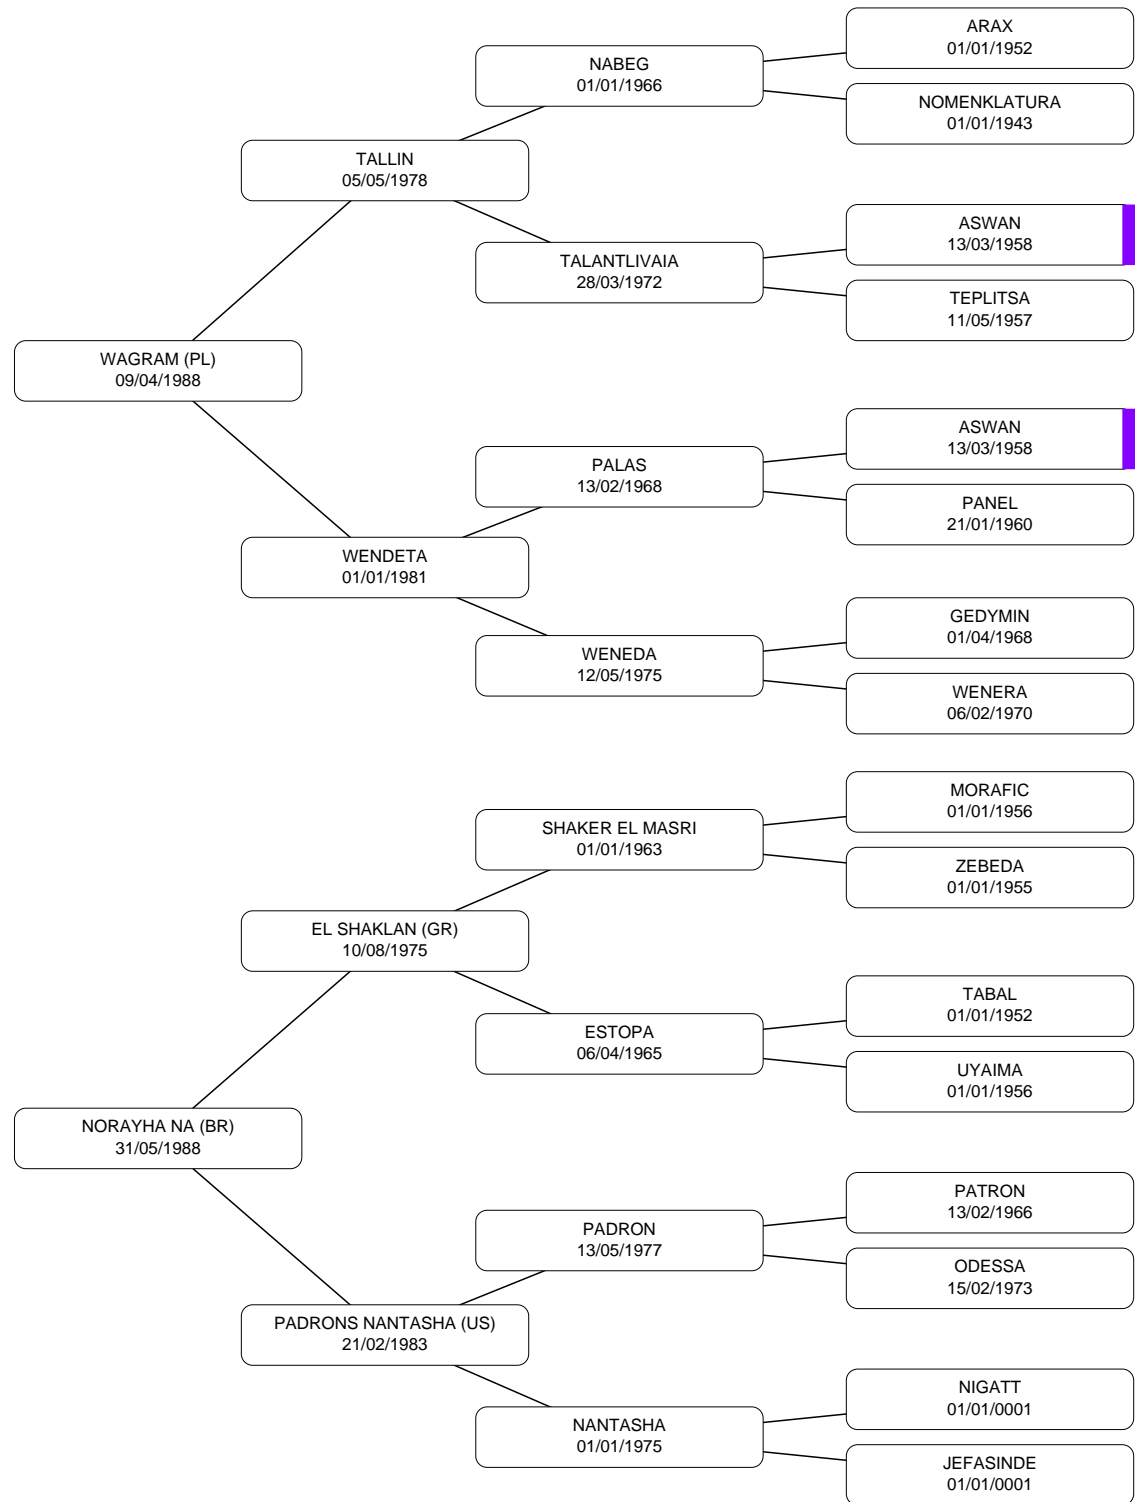 ARAX
01/01/1952
NABEG
01/01/1966
NOMENKLATURA
01/01/1943
TALLIN
05/05/1978
ASWAN
13/03/1958
TALANTLIVAIA
28/03/1972
TEPLITSA
11/05/1957
WAGRAM (PL)
09/04/1988
ASWAN
13/03/1958
PALAS
13/02/1968
PANEL
21/01/1960
WENDETA
01/01/1981
GEDYMIN
01/04/1968
WENEDA
12/05/1975
WENERA
06/02/1970
MORAFIC
01/01/1956
SHAKER EL MASRI
01/01/1963
ZEBEDA
01/01/1955
EL SHAKLAN (GR)
10/08/1975
TABAL
01/01/1952
ESTOPA
06/04/1965
UYAIMA
01/01/1956
NORAYHA NA (BR)
31/05/1988
PATRON
13/02/1966
PADRON
13/05/1977
ODESSA
15/02/1973
PADRONS NANTASHA (US)
21/02/1983
NIGATT
01/01/0001
NANTASHA
01/01/1975
JEFASINDE
01/01/0001